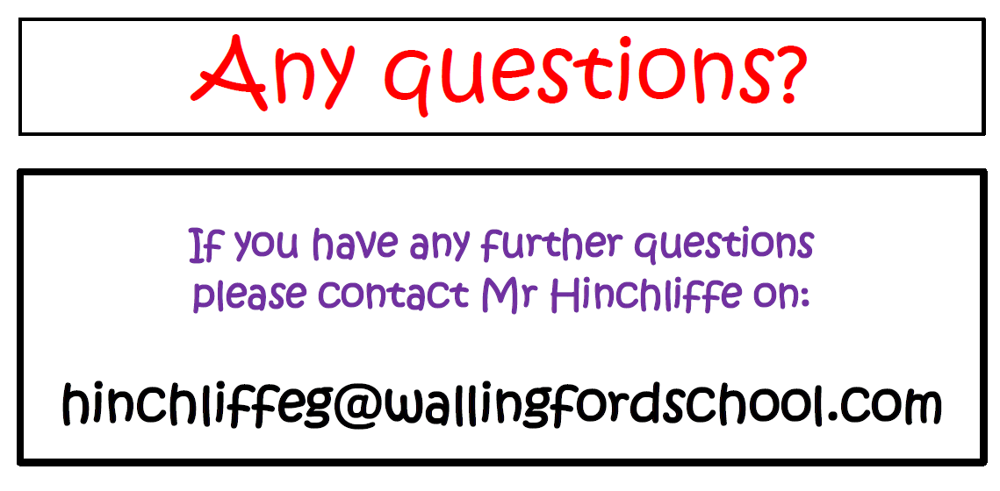 Any questions?
If you have any further questions
please contact Mr Hinchliffe on:
hinchliffeg@wallingfordschool.com